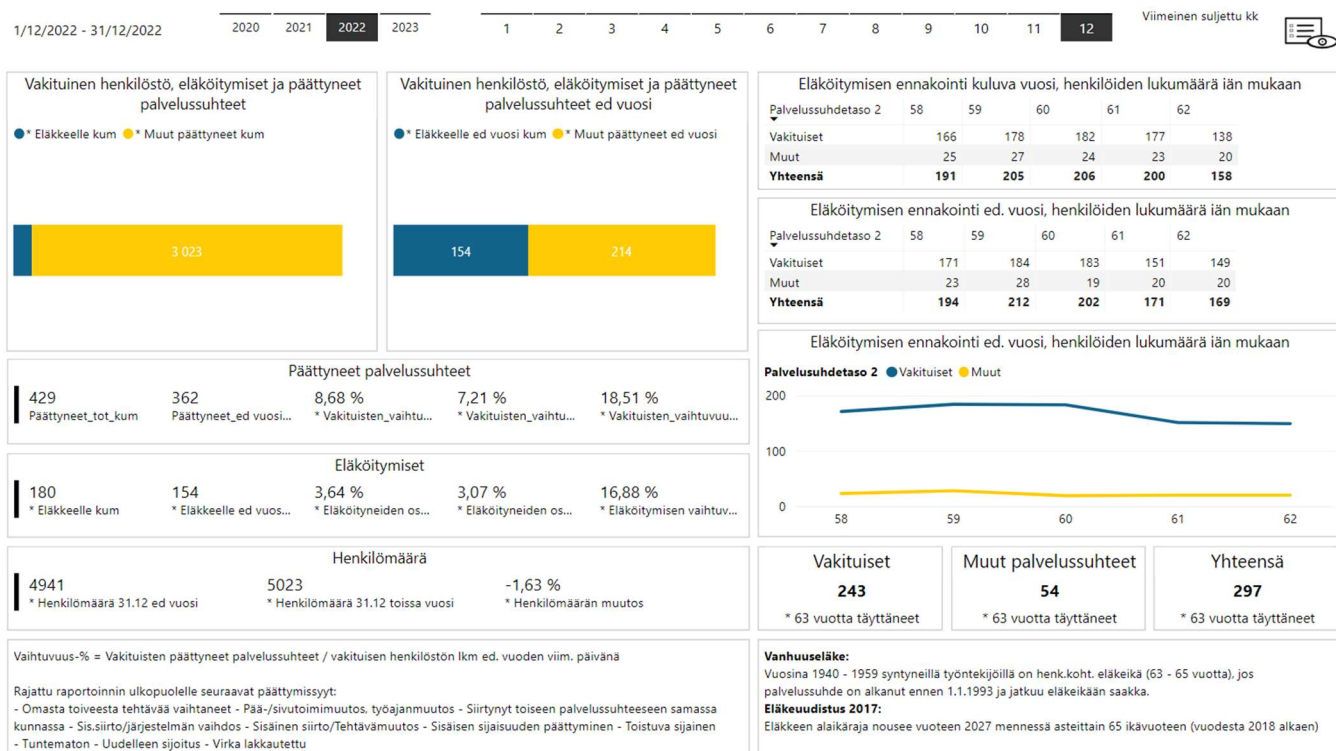 1/12/2022 - 31/12/2022
2020 2021 2022 2023
1 2 3 4 5 6 7 8 9 10 11 12
Viimeinen suljettu kk
Vakituinen henkilöstö, eläköitymiset ja päättyneet
palvelussuhteet
* Eläkkeelle kum * Muut päättyneet kum
3 023
Vakituinen henkilöstö, eläköitymiset ja päättyneet
palvelussuhteet ed vuosi
* Eläkkeelle ed vuosi kum * Muut päättyneet ed vuosi
154 214
Eläköitymisen ennakointi kuluva vuosi, henkilöiden lukumäärä iän mukaan
Palvelussuhdetaso 2 58 59 60 61 62
Vakituiset 166 178 182 177 138
Muut 25 27 24 23 20
Yhteensä 191 205 206 200 158
Eläköitymisen ennakointi ed. vuosi, henkilöiden lukumäärä iän mukaan
Palvelussuhdetaso 2 58 59 60 61 62
Vakituiset 171 184 183 151 149
Muut 23 28 19 20 20
Yhteensä 194 212 202 171 169
Päättyneet palvelussuhteet
429 362 8,68 % 7,21 % 18,51 %
Päättyneet_tot_kum Päättyneet_ed vuosi... * Vakituisten_vaihtu... * Vakituisten_vaihtu... * Vakituisten_vaihtuvuu...
Eläköitymiset
180 154 3,64 % 3,07 % 16,88 %
* Eläkkeelle kum * Eläkkeelle ed vuos... * Eläköityneiden os... * Eläköityneiden os... * Eläköitymisen vaihtuv...
Henkilömäärä
4941 5023 -1,63 %
* Henkilömäärä 31.12 ed vuosi * Henkilömäärä 31.12 toissa vuosi * Henkilömäärän muutos
Eläköitymisen ennakointi ed. vuosi, henkilöiden lukumäärä iän mukaan
Palvelusuhdetaso 2 Vakituiset Muut
200
100
0
58 59 60 61 62
Vakituiset
243
* 63 vuotta täyttäneet
Muut palvelussuhteet
54
* 63 vuotta täyttäneet
Yhteensä
297
* 63 vuotta täyttäneet
Vaihtuvuus-% = Vakituisten päättyneet palvelussuhteet / vakituisen henkilöstön lkm ed. vuoden viim. päivänä
Rajattu raportoinnin ulkopuolelle seuraavat päättymissyyt:
- Omasta toiveesta tehtävää vaihtaneet - Pää-/sivutoimimuutos, työajanmuutos - Siirtynyt toiseen palvelussuhteeseen samassa
kunnassa - Sis.siirto/järjestelmän vaihdos - Sisäinen siirto/Tehtävämuutos - Sisäisen sijaisuuden päättyminen - Toistuva sijainen
- Tuntematon - Uudelleen sijoitus - Virka lakkautettu
Vanhuuseläke:
Vuosina 1940 - 1959 syntyneillä työntekijöillä on henk.koht. eläkeikä (63 - 65 vuotta), jos
palvelussuhde on alkanut ennen 1.1.1993 ja jatkuu eläkeikään saakka.
Eläkeuudistus 2017:
Eläkkeen alaikäraja nousee vuoteen 2027 mennessä asteittain 65 ikävuoteen (vuodesta 2018 alkaen)